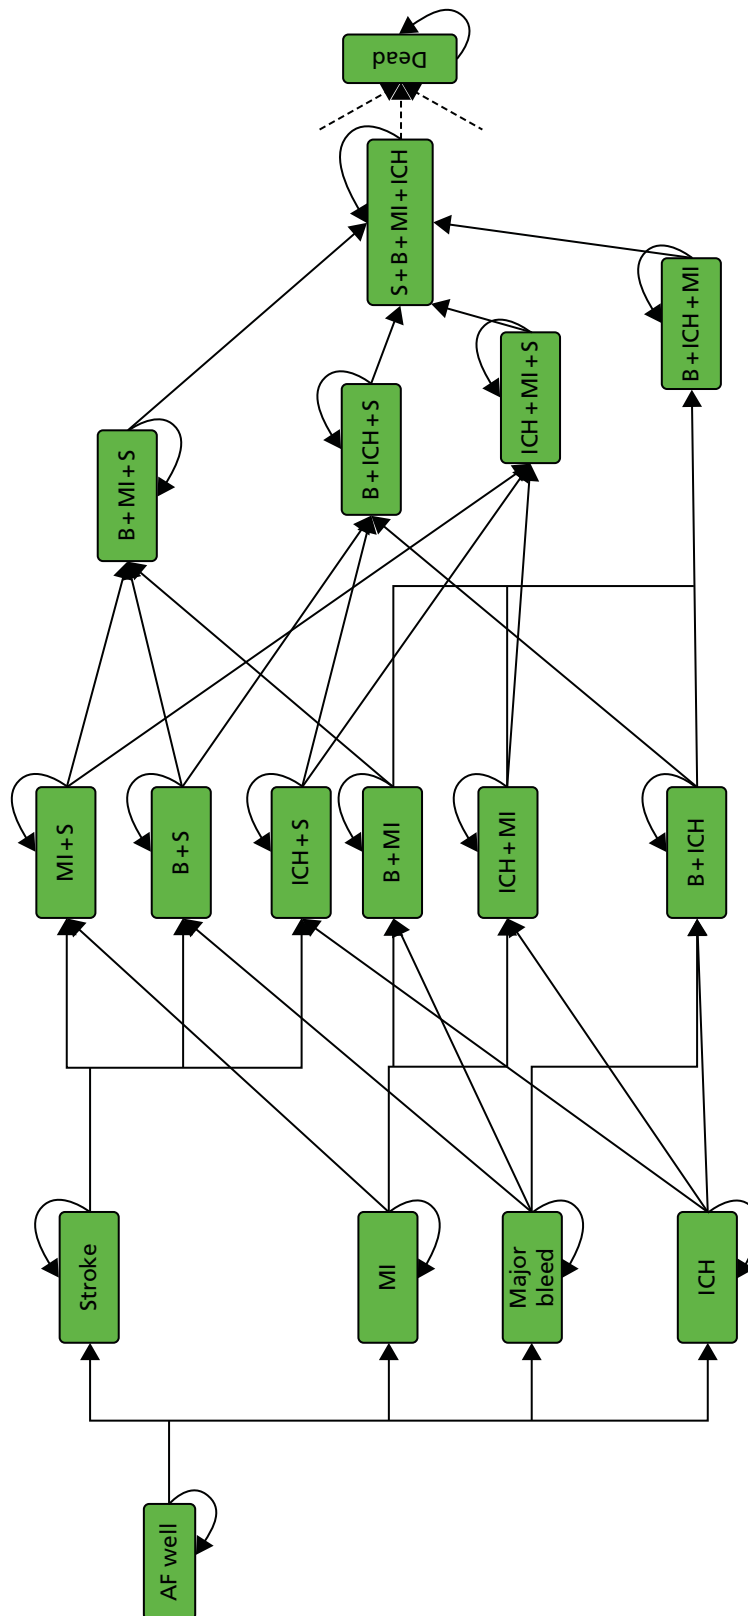 AF well
Stroke
MI
Major
bleed
ICH
MI + S
B + S
ICH + S
B + MI
ICH + MI
B + ICH
B + MI + S
B + ICH + S
ICH + MI + S
B + ICH + MI
S + B + MI + ICH
Dead